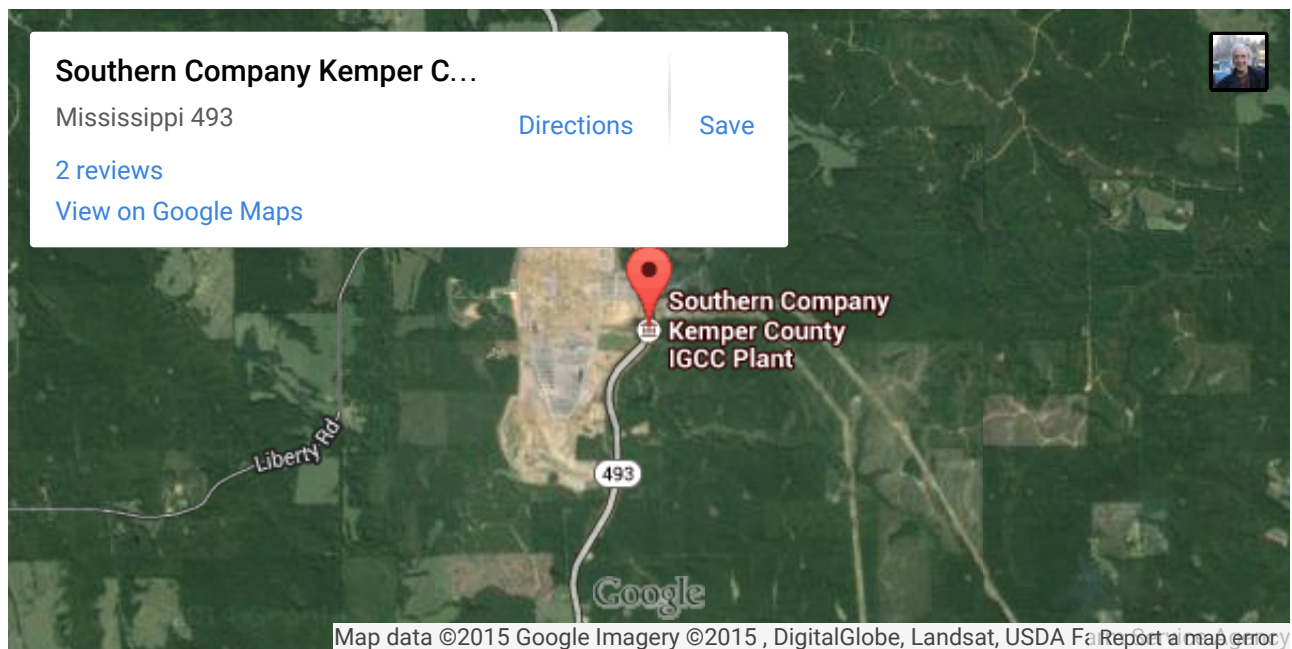 Southern Company Kemper C...
Mississippi 493
Directions
Save
2 reviews
View on Google Maps
Southern Company
Kemper County
IGCC Plant
Liberty Rd
493
Google
Map data ©2015 Google Imagery ©2015 , DigitalGlobe, Landsat, USDA Fa
Report a map error